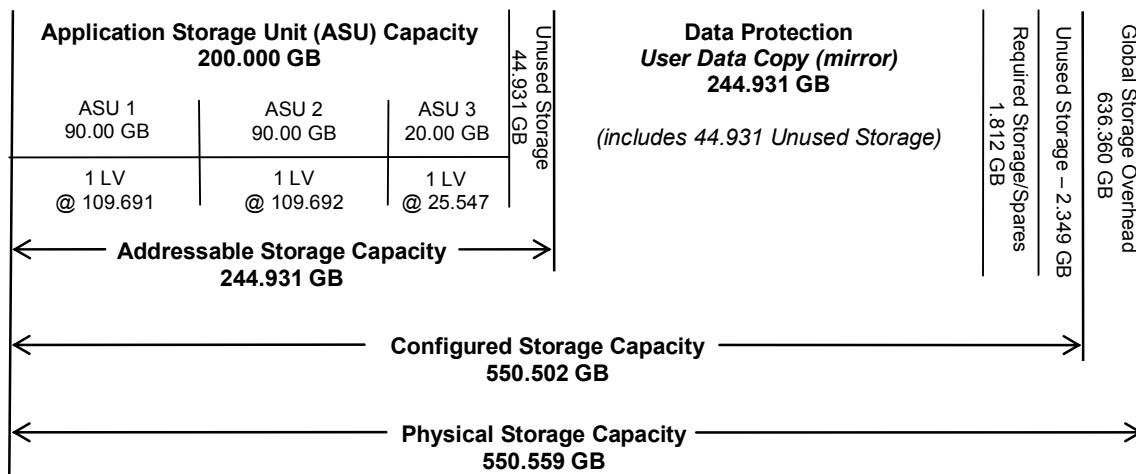 Application Storage Unit (ASU) Capacity
200.000 GB
ASU 1
90.00 GB
ASU 2
90.00 GB
ASU 3
20.00 GB
1 LV
@ 109.691
1 LV
@ 109.692
1 LV
@ 25.547
Unused Storage
44.931 GB
Data Protection
User Data Copy (mirror)
244.931 GB
(includes 44.931 Unused Storage)
Required Storage/Spares
1.812 GB
Unused Storage – 2.349 GB
Global Storage Overhead
636.360 GB
Addressable Storage Capacity
244.931 GB
Configured Storage Capacity
550.502 GB
Physical Storage Capacity
550.559 GB